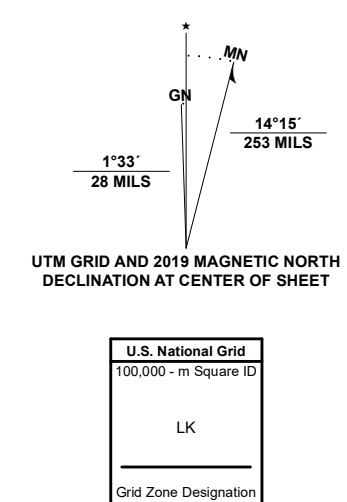 ★
MN
GN
14°15´
253 MILS
1°33´
28 MILS
UTM GRID AND 2019 MAGNETIC NORTH
DECLINATION AT CENTER OF SHEET
U.S. National Grid
100,000 - m Square ID
LK
Grid Zone Designation